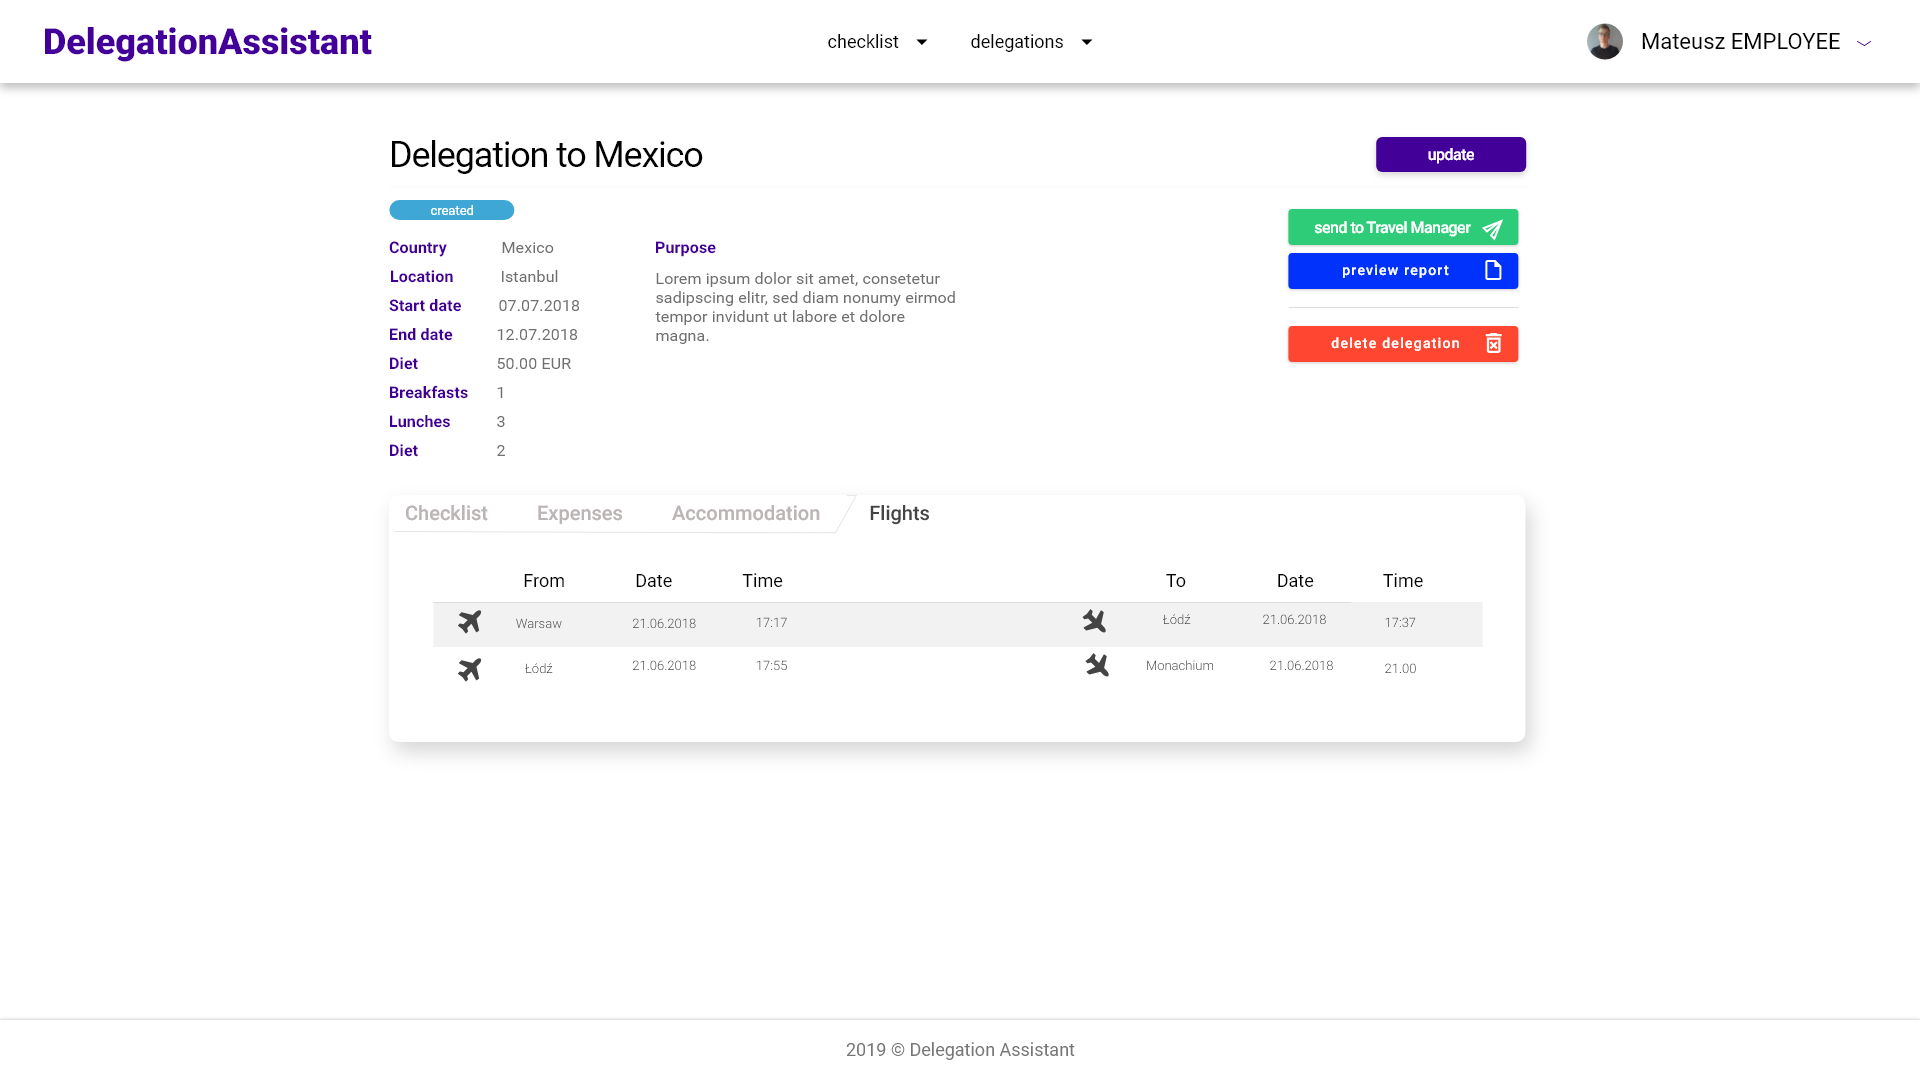 DelegationAssistant
checklist
delegations
Mateusz EMPLOYEE
Delegation to Mexico
update
created
send to Travel Manager
preview report
delete delegation
Country Mexico
Location Istanbul
Start date 07.07.2018
End date 12.07.2018
Diet 50.00 EUR
Breakfasts 1
Lunches 3
Diet 2
Purpose
Lorem ipsum dolor sit amet, consetetur
sadipscing elitr, sed diam nonumy eirmod
tempor invidunt ut labore et dolore
magna.
Checklist Expenses Accommodation Flights
From Date Time To Date Time
Warsaw 21.06.2018 17:17 Łódź 21.06.2018 17:37
Łódź 21.06.2018 17:55 Monachium 21.06.2018 21.00
2019 © Delegation Assistant